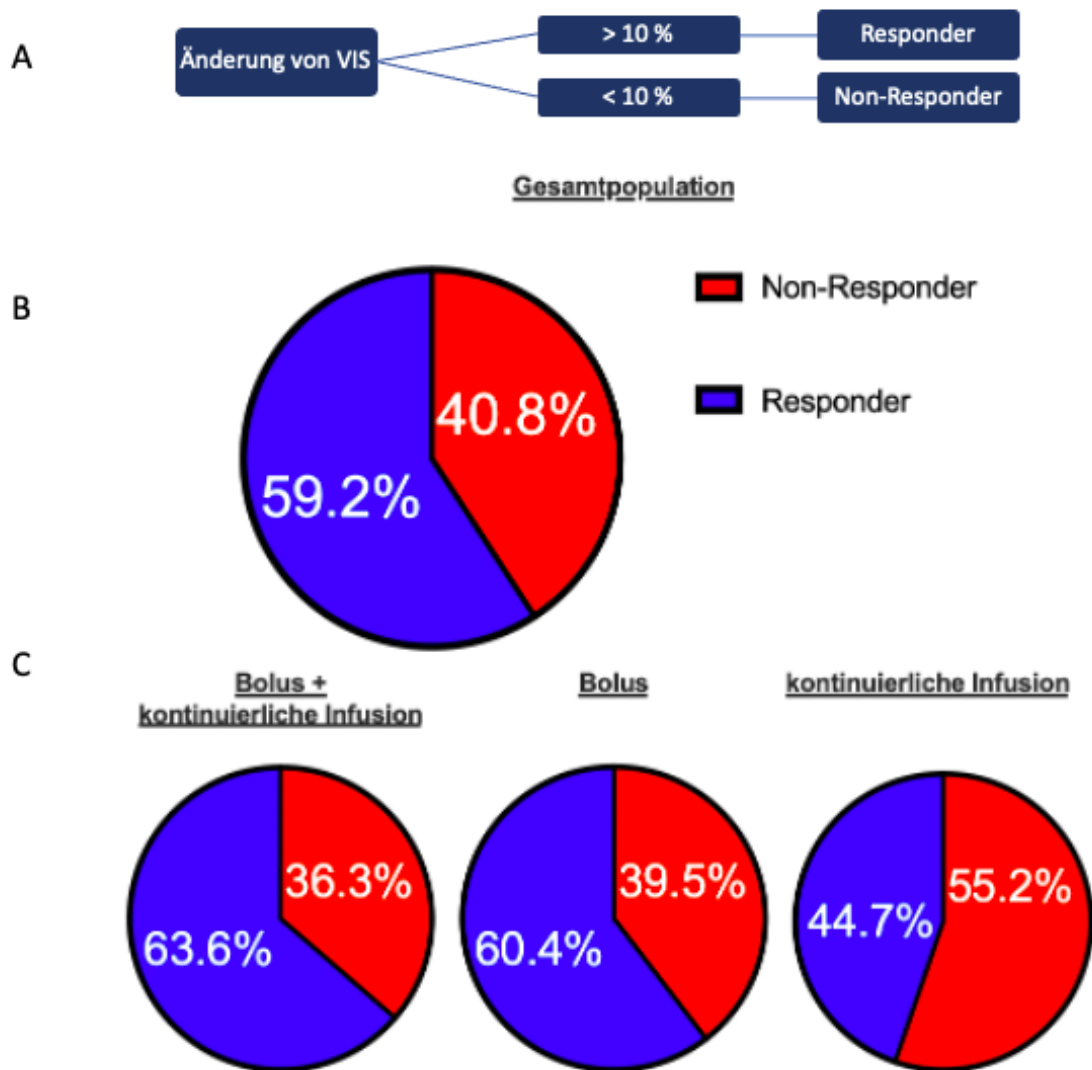 A
Änderung von VIS
> 10 %
Responder
< 10 %
Non-Responder
Gesamtpopulation
B
Non-Responder
Responder
40.8%
59.2%
C
Bolus +
kontinuierliche Infusion
Bolus
kontinuierliche Infusion
36.3%
63.6%
39.5%
60.4%
55.2%
44.7%